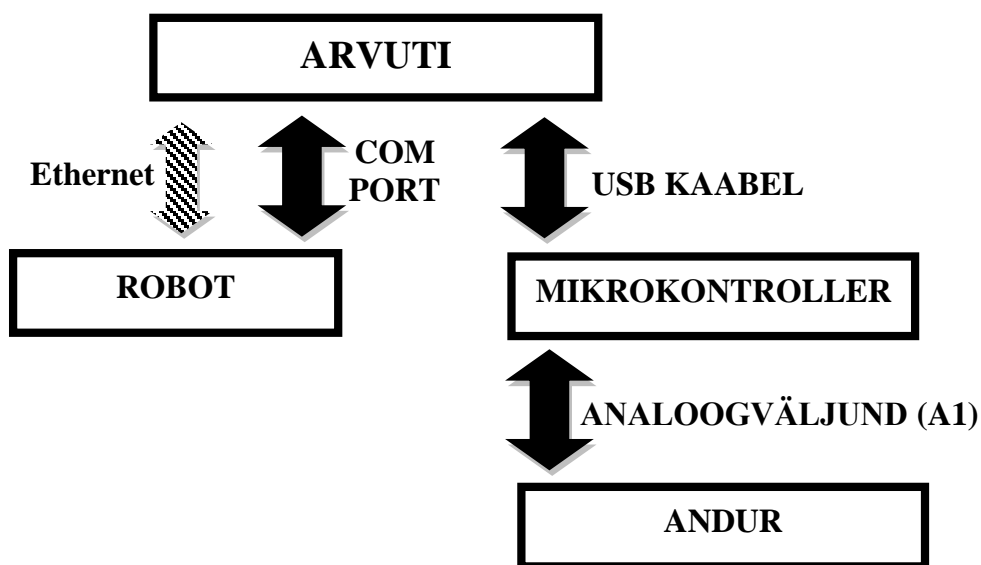 ARVUTI
Ethernet
COM
PORT
USB KAABEL
ROBOT
MIKROKONTROLLER
ANALOOGVÄLJUND (A1)
ANDUR